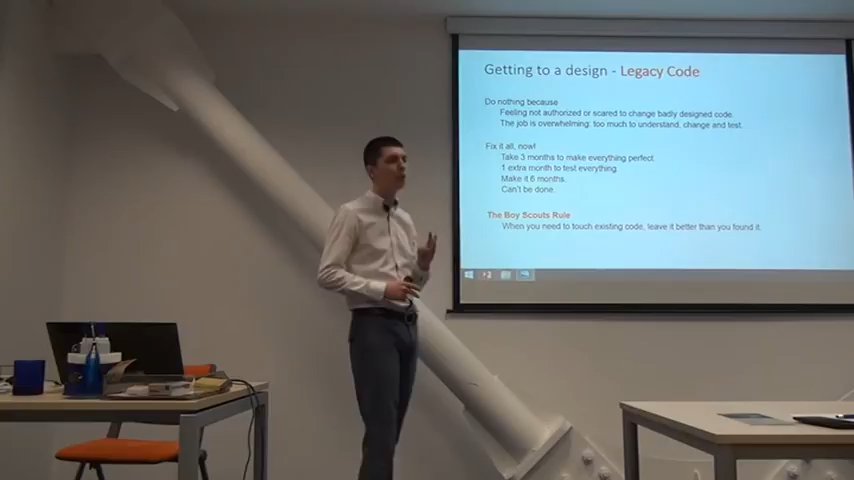 Getting to a design - Legacy Code
Do nothing because
Feeling not authorized or scared to change badly designed code.
The job is overwhelming: too much to understand, change and test.
Fix it all, now!
Take 3 months to make everything perfect.
1 extra month to test everything.
Make it 6 months.
Can't be done.
The Boy Scouts Rule
When you need to touch existing code, leave it better than you found it.